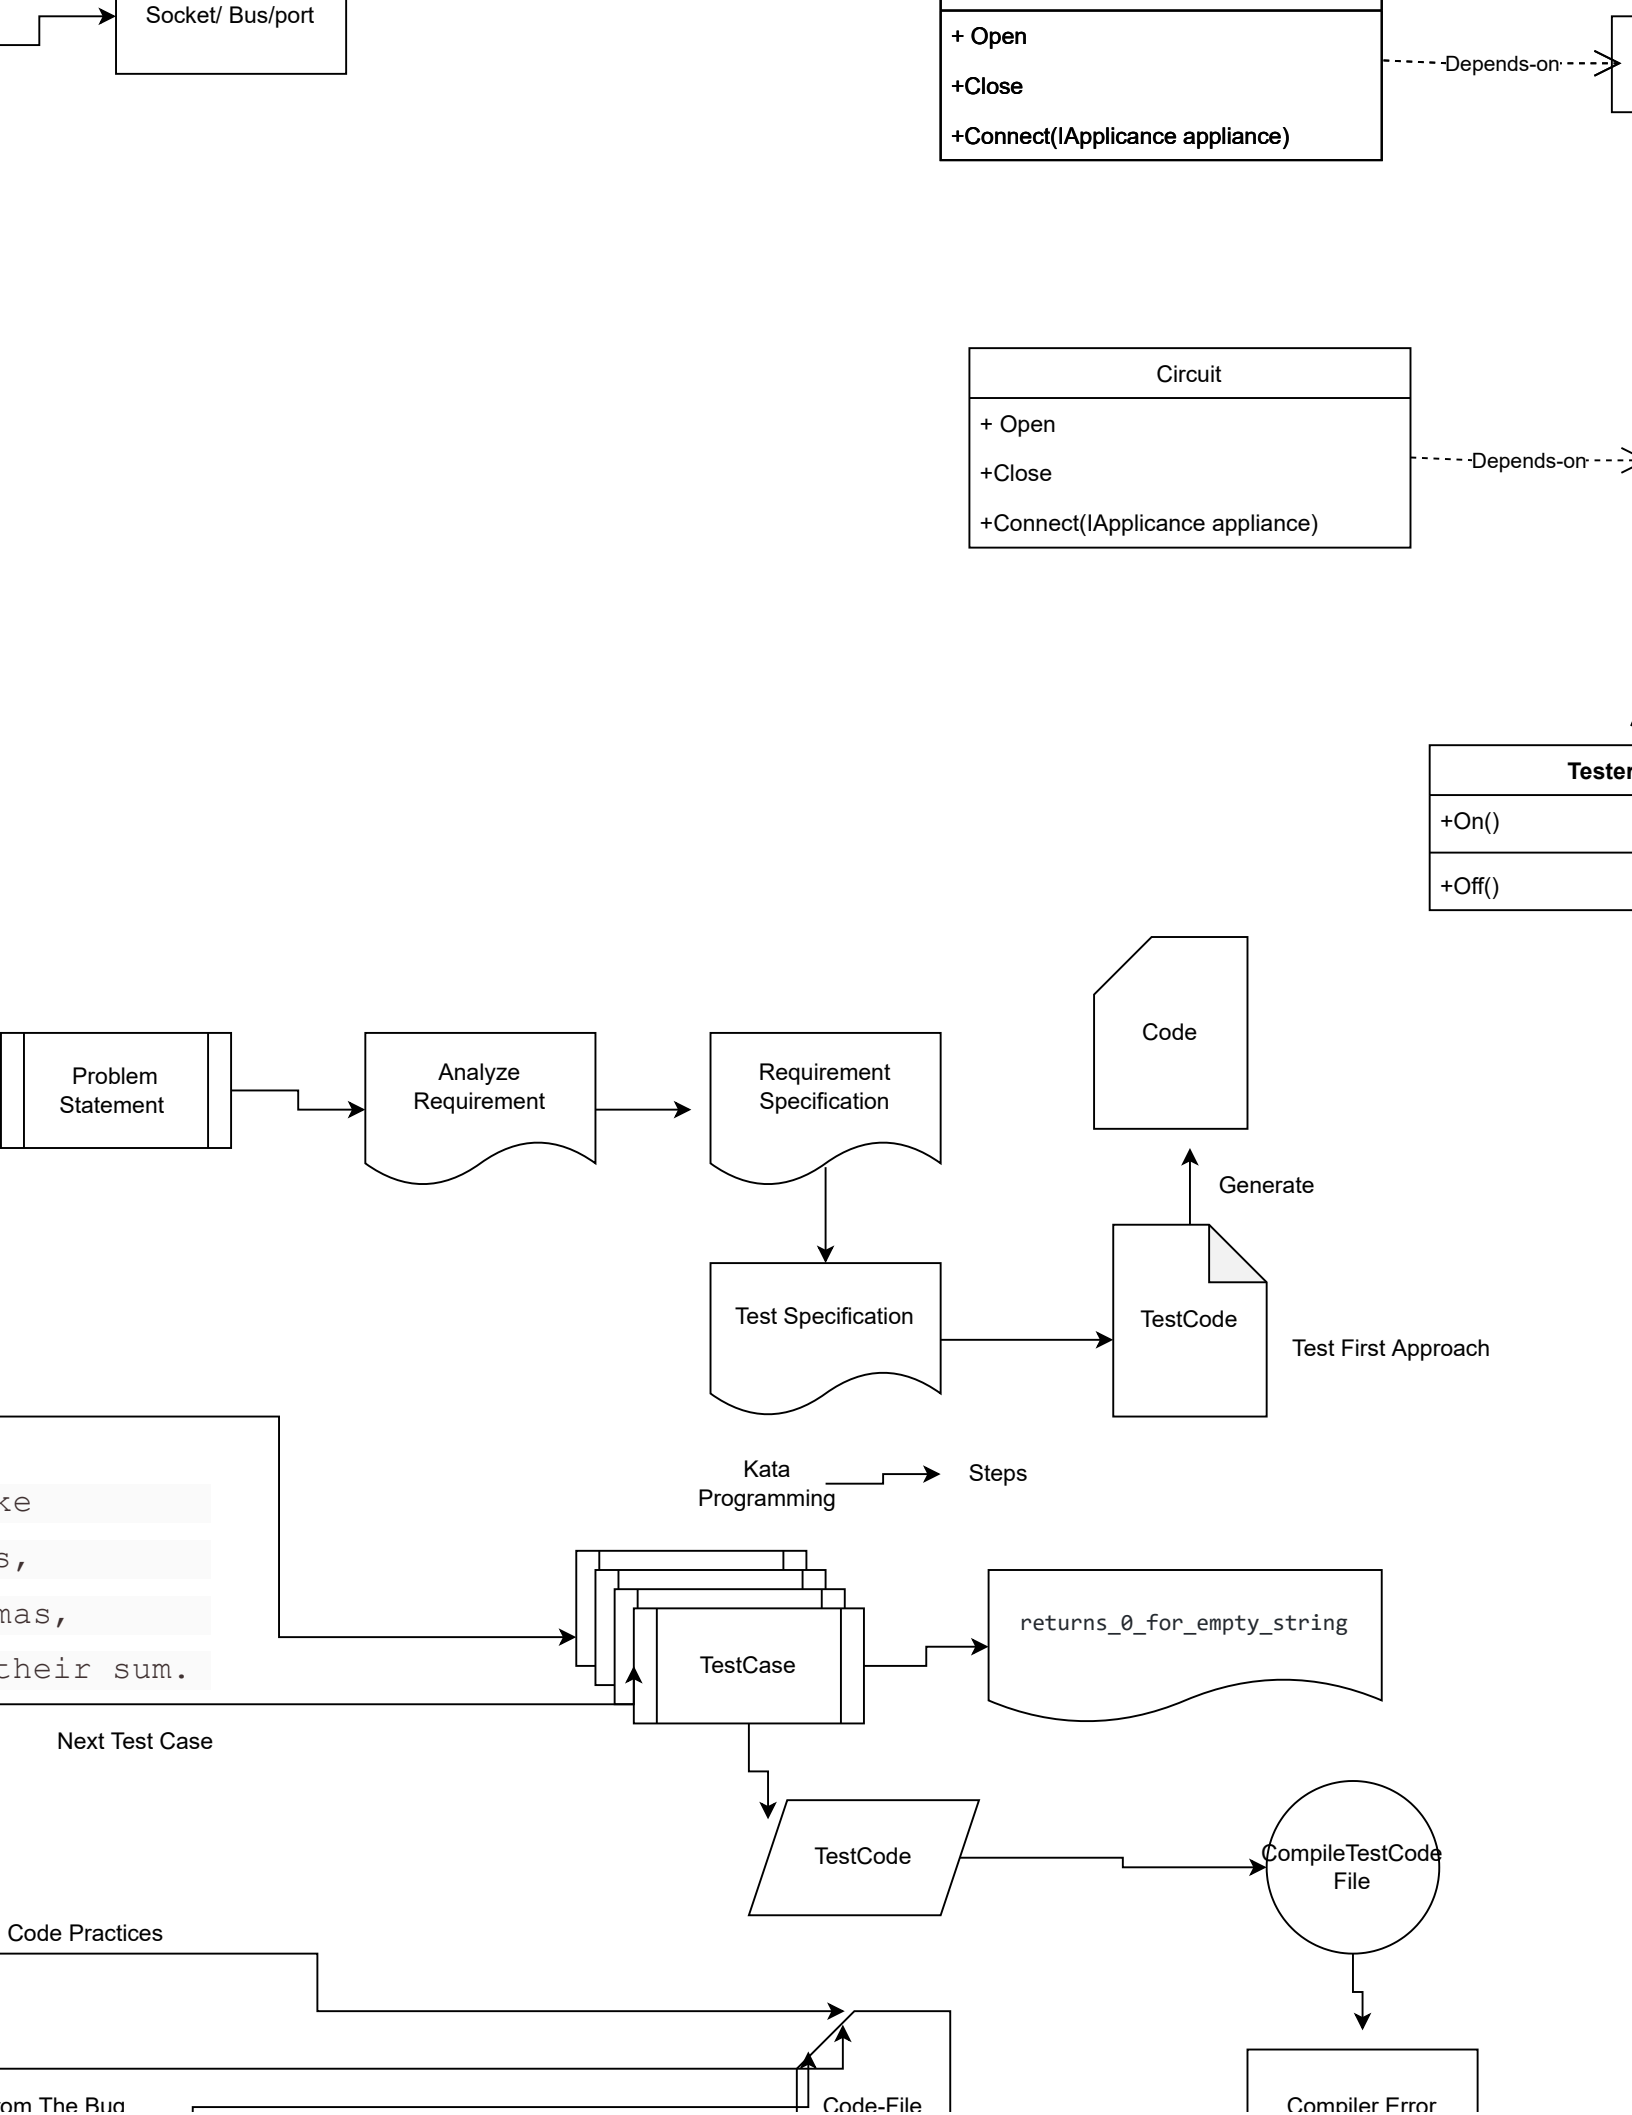 Socket/ Bus/port
+ Open
+Close
+Connect(IApplicance appliance)
Depends-on
Circuit
+ Open
+Close
+Connect(IApplicance appliance)
Depends-on
Tester
+On()
+Off()
Code
Problem
Statement
Analyze
Requirement
Requirement
Specification
Generate
Test Specification
TestCode
Test First Approach
Kata
Programming
Steps
ke
s,
mas,
their sum.
TestCase
returns_0_for_empty_string
Next Test Case
TestCode
CompileTestCode
File
Code Practices
om The Bug
Code-File
Compiler Error